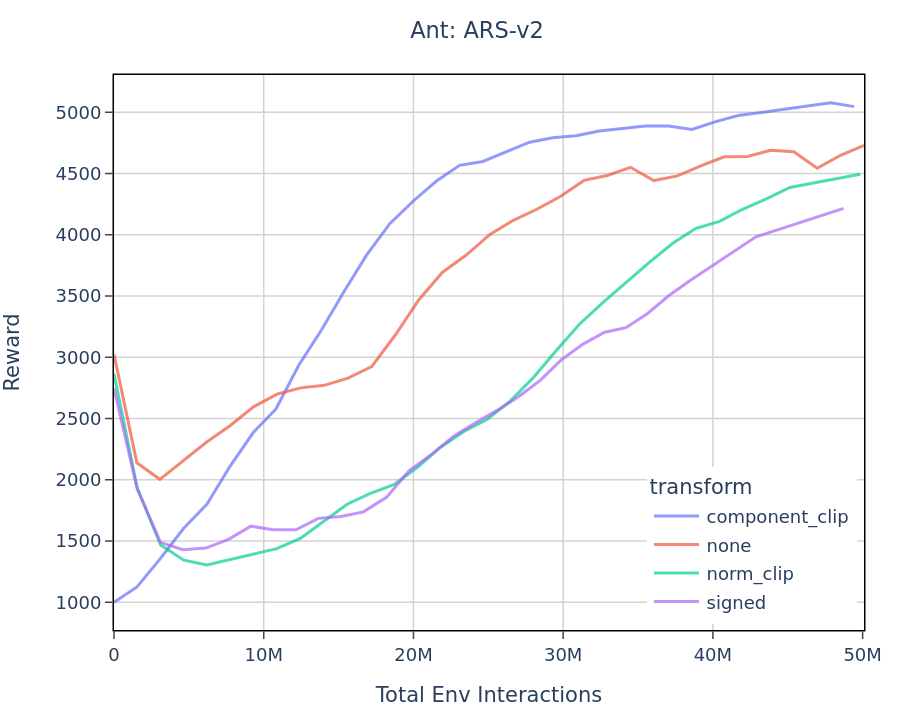 Ant: ARS-v2
Reward
5000
4500
4000
3500
3000
2500
2000
1500
1000
transform
component_clip
none
norm_clip
signed
0 10M 20M 30M 40M 50M
Total Env Interactions